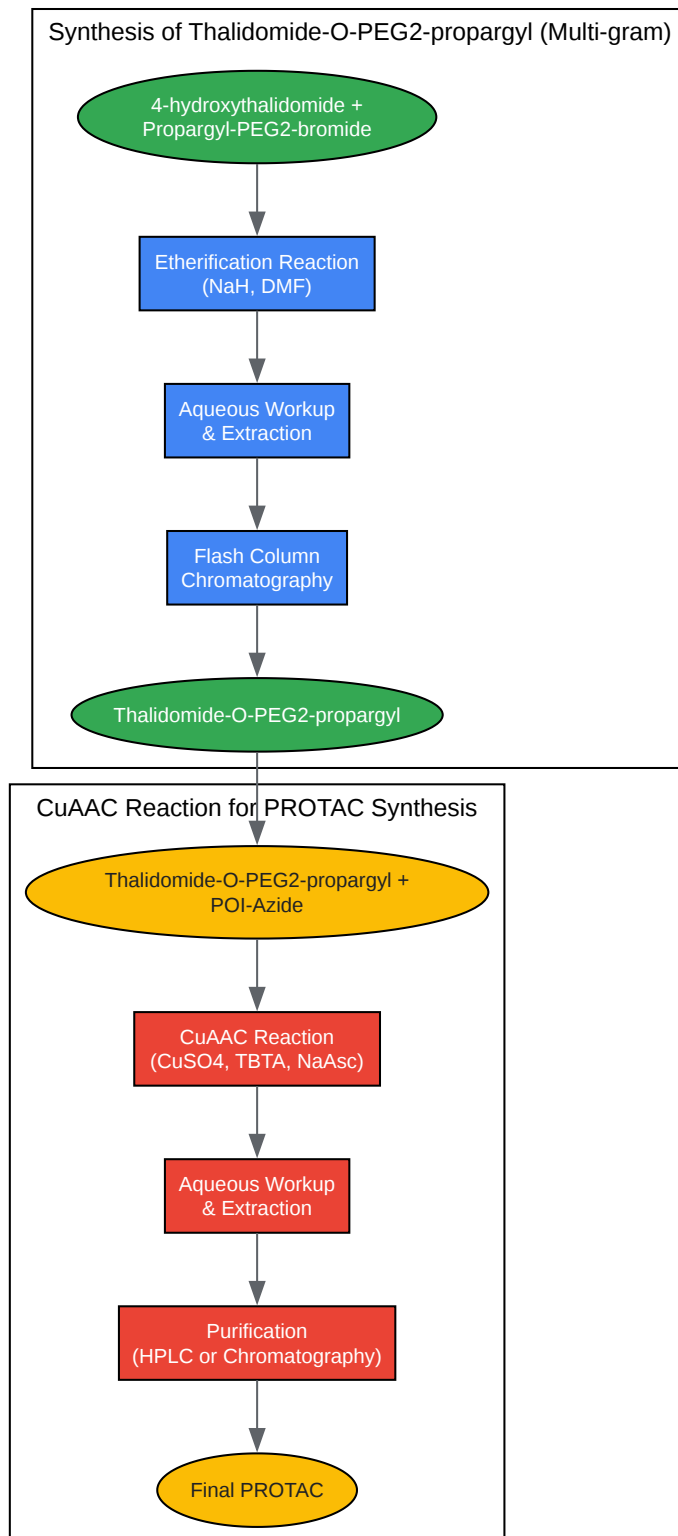 Synthesis of Thalidomide-O-PEG2-propargyl (Multi-gram)
4-hydroxythalidomide +
Propargyl-PEG2-bromide
Etherification Reaction
(NaH, DMF)
Aqueous Workup
& Extraction
Flash Column
Chromatography
Thalidomide-O-PEG2-propargyl
CuAAC Reaction for PROTAC Synthesis
Thalidomide-O-PEG2-propargyl +
POI-Azide
CuAAC Reaction
(CuSO4, TBTA, NaAsc)
Aqueous Workup
& Extraction
Purification
(HPLC or Chromatography)
Final PROTAC